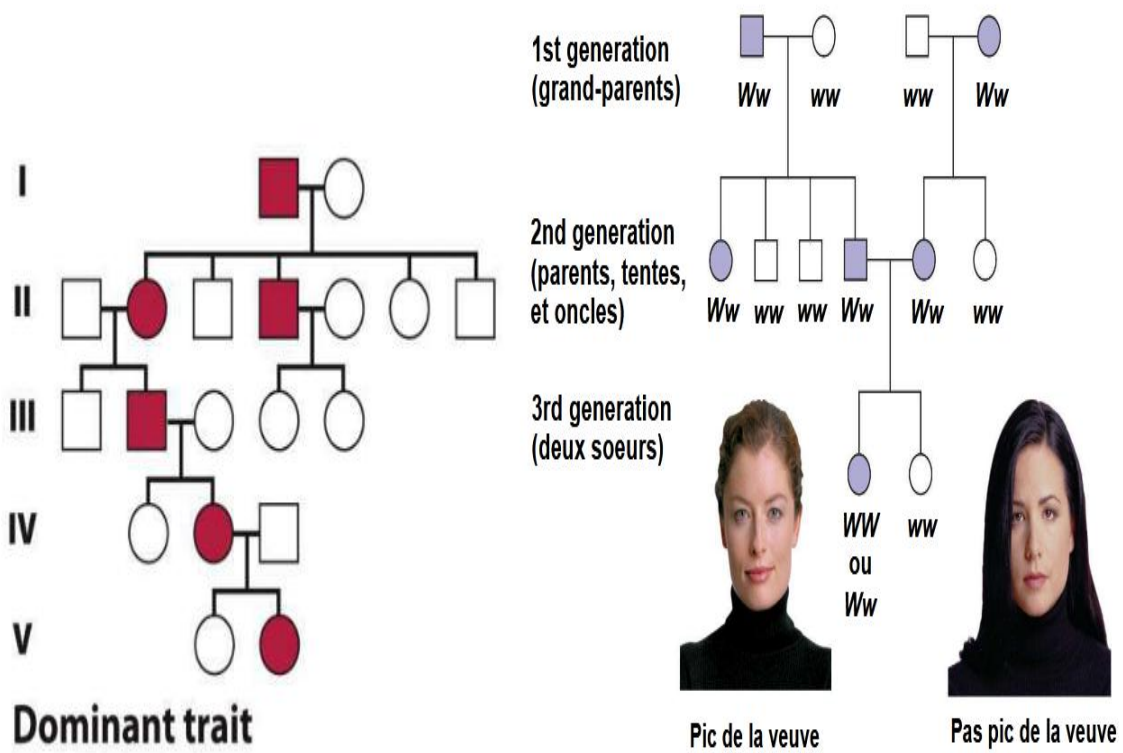 I
II
III
IV
V
Dominant trait
1st generation
(grand-parents)
Ww ww ww Ww
2nd generation
(parents, tentes,
et oncles)
Ww ww ww Ww Ww ww
3rd generation
(deux soeurs)
WW ww
ou
Ww
Pic de la veuve
Pas pic de la veuve